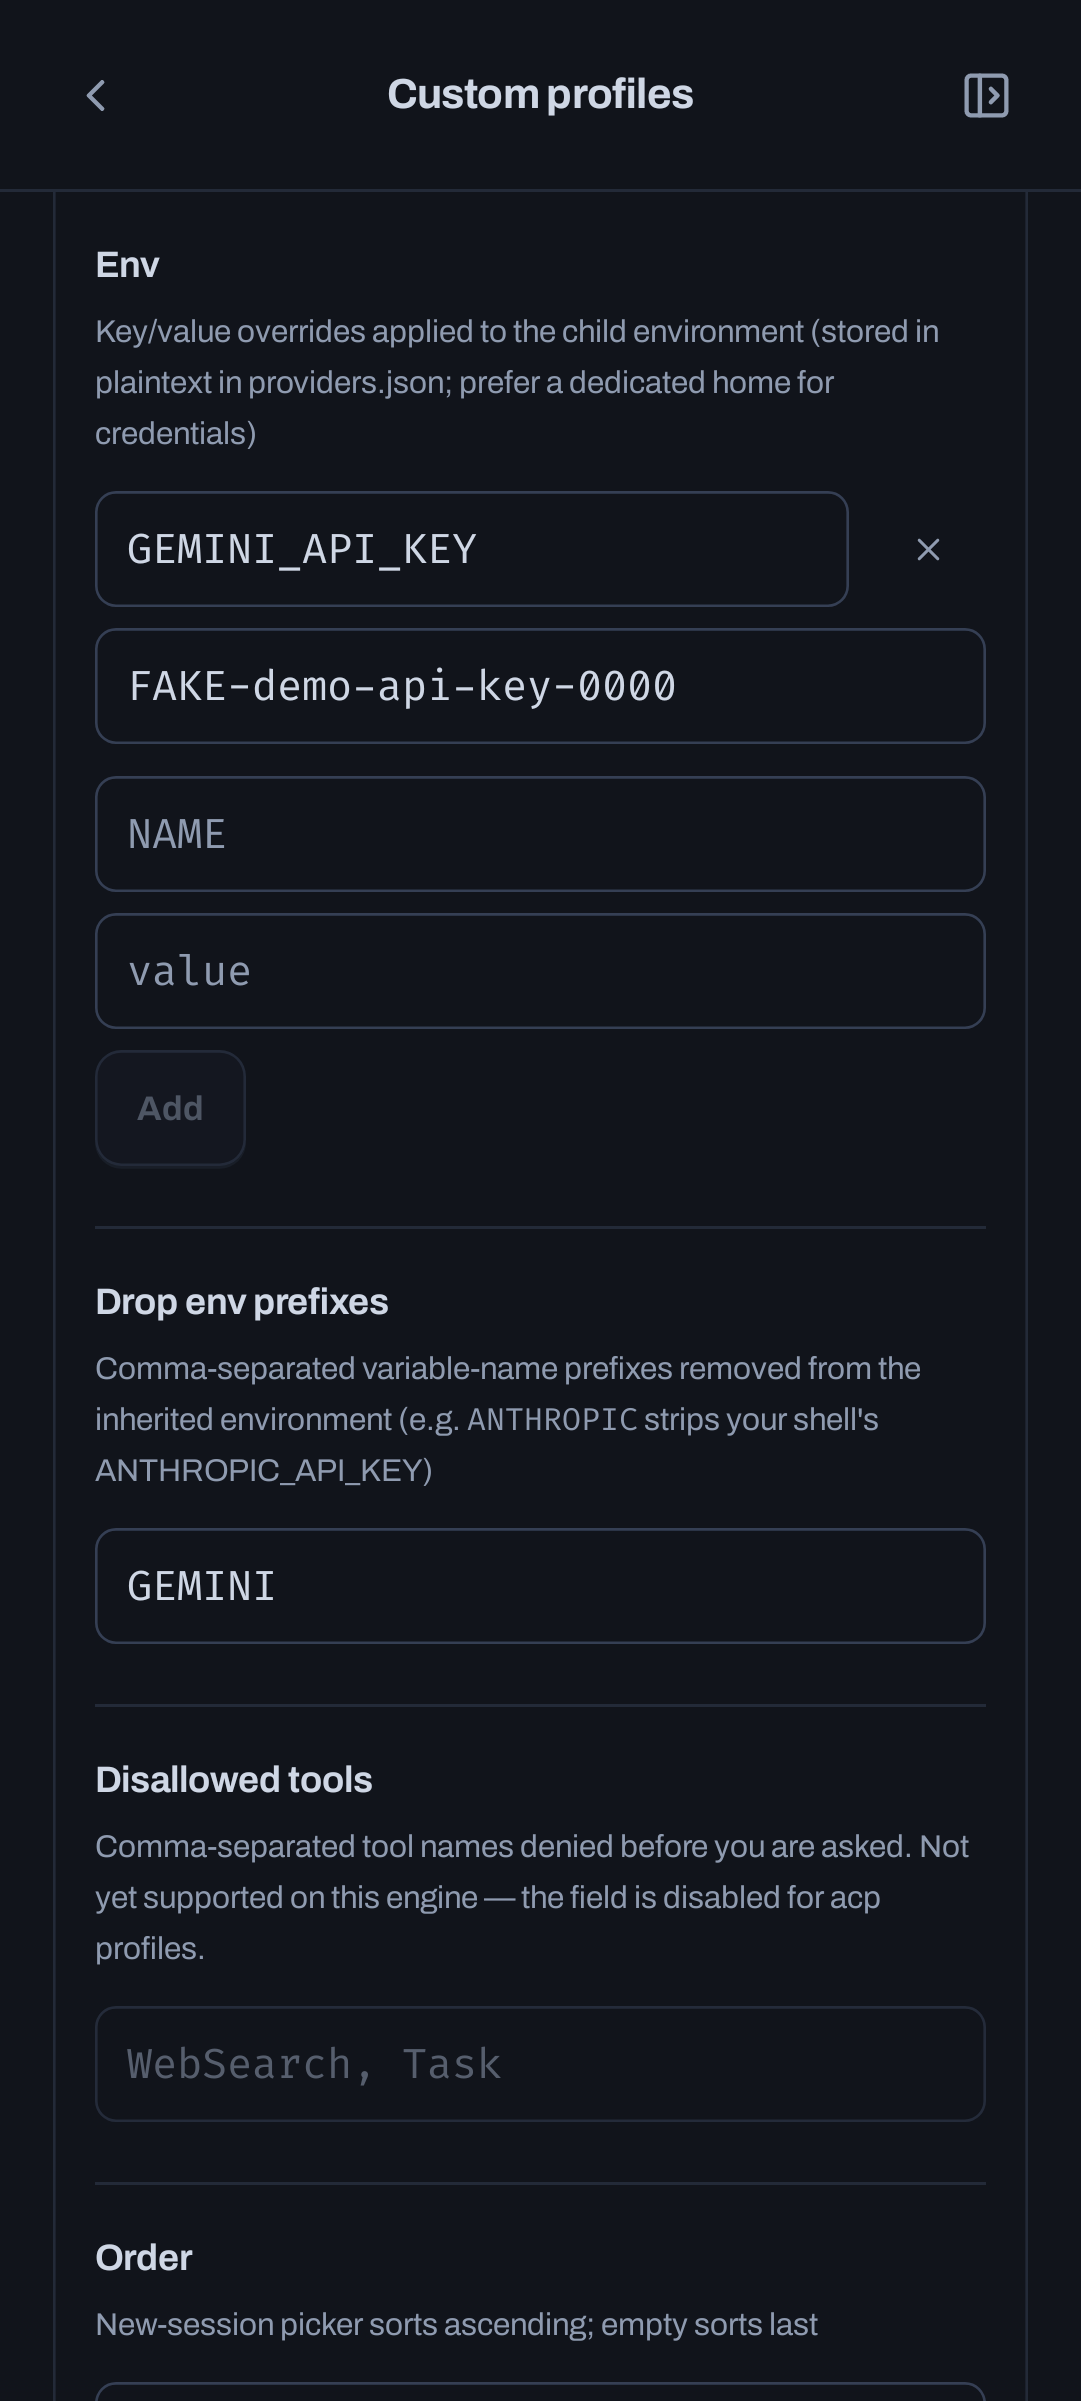 Custom profiles
Env
Key/value overrides applied to the child environment (stored in
plaintext in providers.json; prefer a dedicated home for
credentials)
GEMINI_API_KEY
FAKE-demo-api-key-0000
NAME
value
Add
Drop env prefixes
Comma-separated variable-name prefixes removed from the
inherited environment (e.g. ANTHROPIC strips your shell's
ANTHROPIC_API_KEY)
GEMINI
Disallowed tools
Comma-separated tool names denied before you are asked. Not
yet supported on this engine — the field is disabled for acp
profiles.
WebSearch, Task
Order
New-session picker sorts ascending; empty sorts last